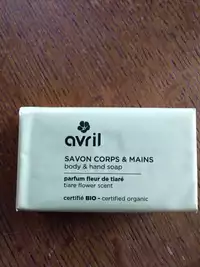 avril
SAVON CORPS & MAINS
body & hand soap
parfum fleur de tiaré
tiare flower scent
certifié BIO - certified organic